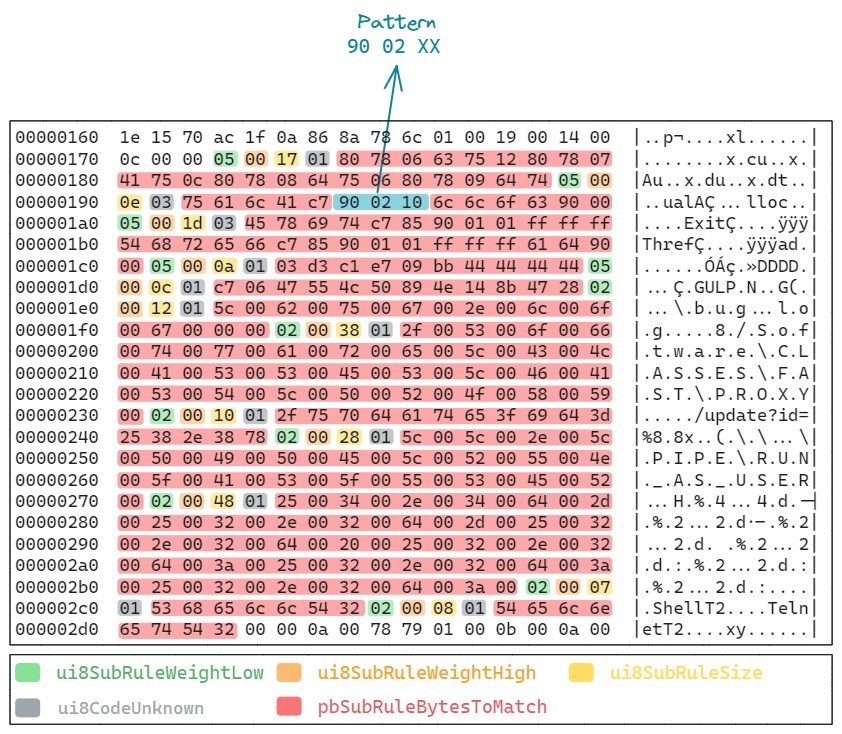 Pattern
90 02 XX
00000160 1e 15 70 ac 1f 0a 86 8a 78 6c 01 00 19 00 14 00 |..p¬....xl......|
00000170 0c 00 00 05 00 17 01 80 78 06 63 75 12 80 78 07 |........x.cu..x.|
00000180 41 75 0c 80 78 08 64 75 06 80 78 09 64 74 05 00 |Au..x.du..x.dt..|
00000190 0e 03 75 61 6c 41 c7 90 02 10 6c 6c 6f 63 90 00 |..ualAÇ...lloc..|
000001a0 05 00 1d 03 45 78 69 74 c7 85 90 01 01 ff ff ff |....ExitÇ....ÿÿÿ|
000001b0 54 68 72 65 66 c7 85 90 01 01 ff ff ff 61 64 90 |ThrefÇ....ÿÿÿad.|
000001c0 00 05 00 0a 01 03 d3 c1 e7 09 bb 44 44 44 44 05 |......ÓÁç.»DDDD.|
000001d0 00 0c 01 c7 06 47 55 4c 50 89 4e 14 8b 47 28 02 |...Ç.GULP.N..G(.|
000001e0 00 12 01 5c 00 62 00 75 00 67 00 2e 00 6c 00 6f |...\.b.u.g...l.o|
000001f0 00 67 00 00 00 02 00 38 01 2f 00 53 00 6f 00 66 |.g.....8./.S.o.f|
00000200 00 74 00 77 00 61 00 72 00 65 00 5c 00 43 00 4c |.t.w.a.r.e.\.C.L|
00000210 00 41 00 53 00 53 00 45 00 53 00 5c 00 46 00 41 |.A.S.S.E.S.\.F.A|
00000220 00 53 00 54 00 5c 00 50 00 52 00 4f 00 58 00 59 |.S.T.\.P.R.O.X.Y|
00000230 00 02 00 10 01 2f 75 70 64 61 74 65 3f 69 64 3d |...../update?id=|
00000240 25 38 2e 38 78 02 00 28 01 5c 00 5c 00 2e 00 5c |%8.8x..(.\.\...\|
00000250 00 50 00 49 00 50 00 45 00 5c 00 52 00 55 00 4e |.P.I.P.E.\.R.U.N|
00000260 00 5f 00 41 00 53 00 5f 00 55 00 53 00 45 00 52 |._.A.S._.U.S.E.R|
00000270 00 02 00 48 01 25 00 34 00 2e 00 34 00 64 00 2d |...H.%.4...4.d.-|
00000280 00 25 00 32 00 2e 00 32 00 64 00 2d 00 25 00 32 |.%.2...2.d.-.%.2|
00000290 00 2e 00 32 00 64 00 20 00 25 00 32 00 2e 00 32 |...2.d. .%.2...2|
000002a0 00 64 00 3a 00 25 00 32 00 2e 00 32 00 64 00 3a |.d.:.%.2...2.d.:|
000002b0 00 25 00 32 00 2e 00 32 00 64 00 3a 00 02 00 07 |.%.2...2.d.:....|
000002c0 01 53 68 65 6c 6c 54 32 02 00 08 01 54 65 6c 6e |.ShellT2....Teln|
000002d0 65 74 54 32 00 00 0a 00 78 79 01 00 0b 00 0a 00 |etT2....xy......|
ui8SubRuleWeightLow ui8SubRuleWeightHigh ui8SubRuleSize
ui8CodeUnknown pbSubRuleBytesToMatch